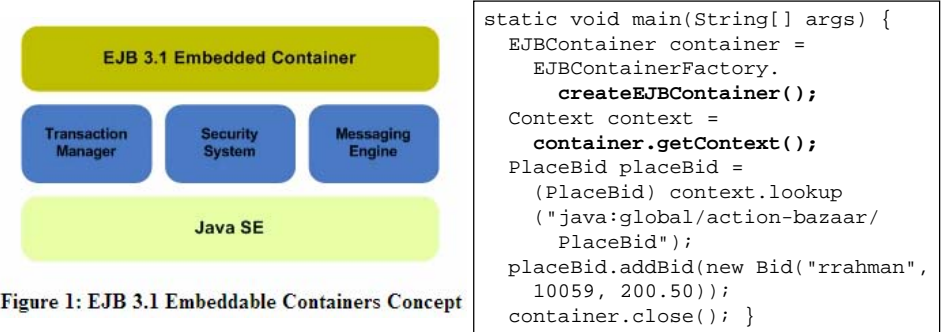 EJB 3.1 Embedded Container
Transaction
Manager
Security
System
Messaging
Engine
Java SE
Figure 1: EJB 3.1 Embeddable Containers Concept
static void main(String[] args) {
EJBContainer container =
EJBContainerFactory.
createEJBContainer();
Context context =
container.getContext();
PlaceBid placeBid =
(PlaceBid) context.lookup
("java:global/action-bazaar/
PlaceBid");
placeBid.addBid(new Bid("rrahman",
10059, 200.50));
container.close(); }